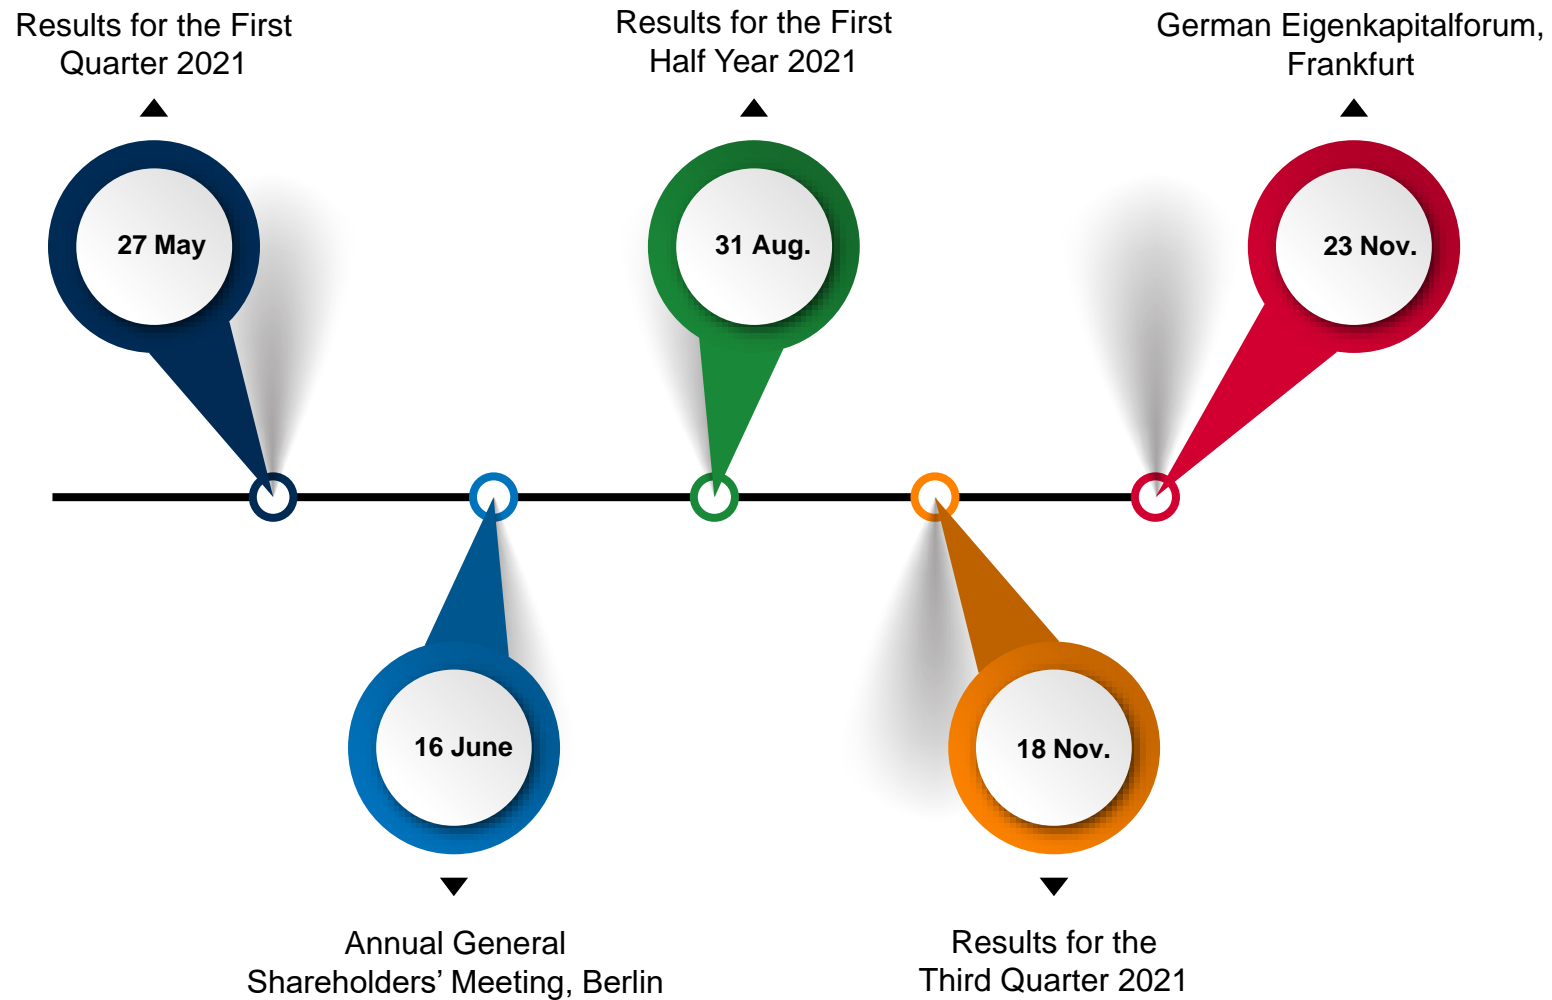 Results for the First
Quarter 2021
27 May
16 June
Annual General
Shareholders’ Meeting, Berlin
Results for the First
Half Year 2021
31 Aug.
18 Nov.
Results for the
Third Quarter 2021
German Eigenkapitalforum,
Frankfurt
23 Nov.